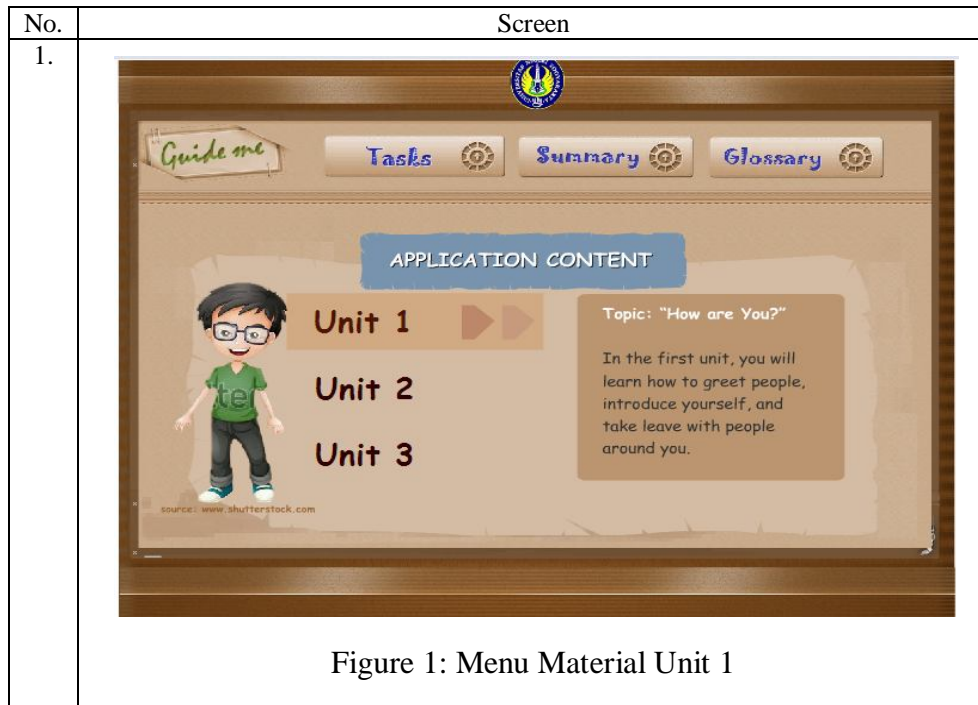 No.
Screen
1.
Guide me
Tasks
Summary
Glossary
APPLICATION CONTENT
Unit 1
Unit 2
Unit 3
Topic: "How are You?"
In the first unit, you will
learn how to greet people,
introduce yourself, and
take leave with people
around you.
source: www.shutterstock.com
Figure 1: Menu Material Unit 1